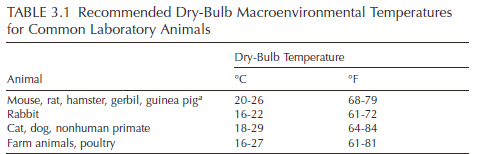 TABLE 3.1 Recommended Dry-Bulb Macroenvironmental Temperatures
for Common Laboratory Animals
Dry-Bulb Temperature
Animal °C °F
Mouse, rat, hamster, gerbil, guinea pigᵃ 20-26 68-79
Rabbit 16-22 61-72
Cat, dog, nonhuman primate 18-29 64-84
Farm animals, poultry 16-27 61-81